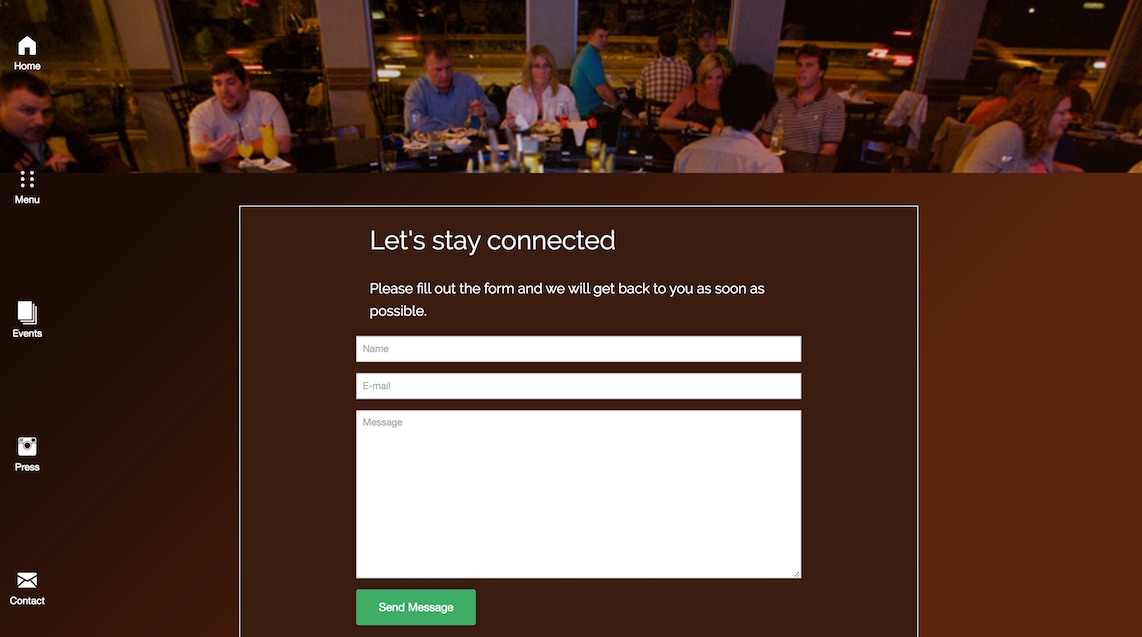 Home
Menu
Events
Press
Contact
Let's stay connected
Please fill out the form and we will get back to you as soon as
possible.
Name
E-mail
Message
Send Message